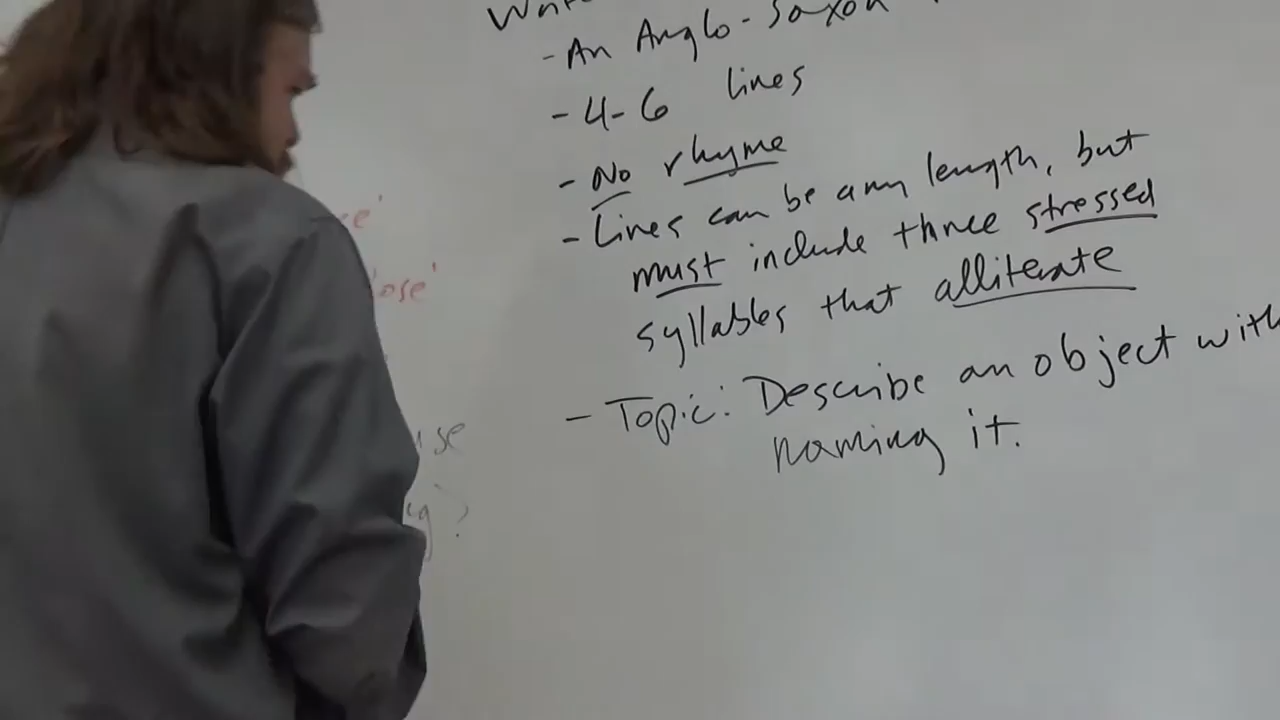 - An Anglo-Saxon
- 4-6 lines
- No rhyme
- Lines can be any length, but
must include three stressed
syllables that alliterate
- Topic: Describe an object with
naming it.